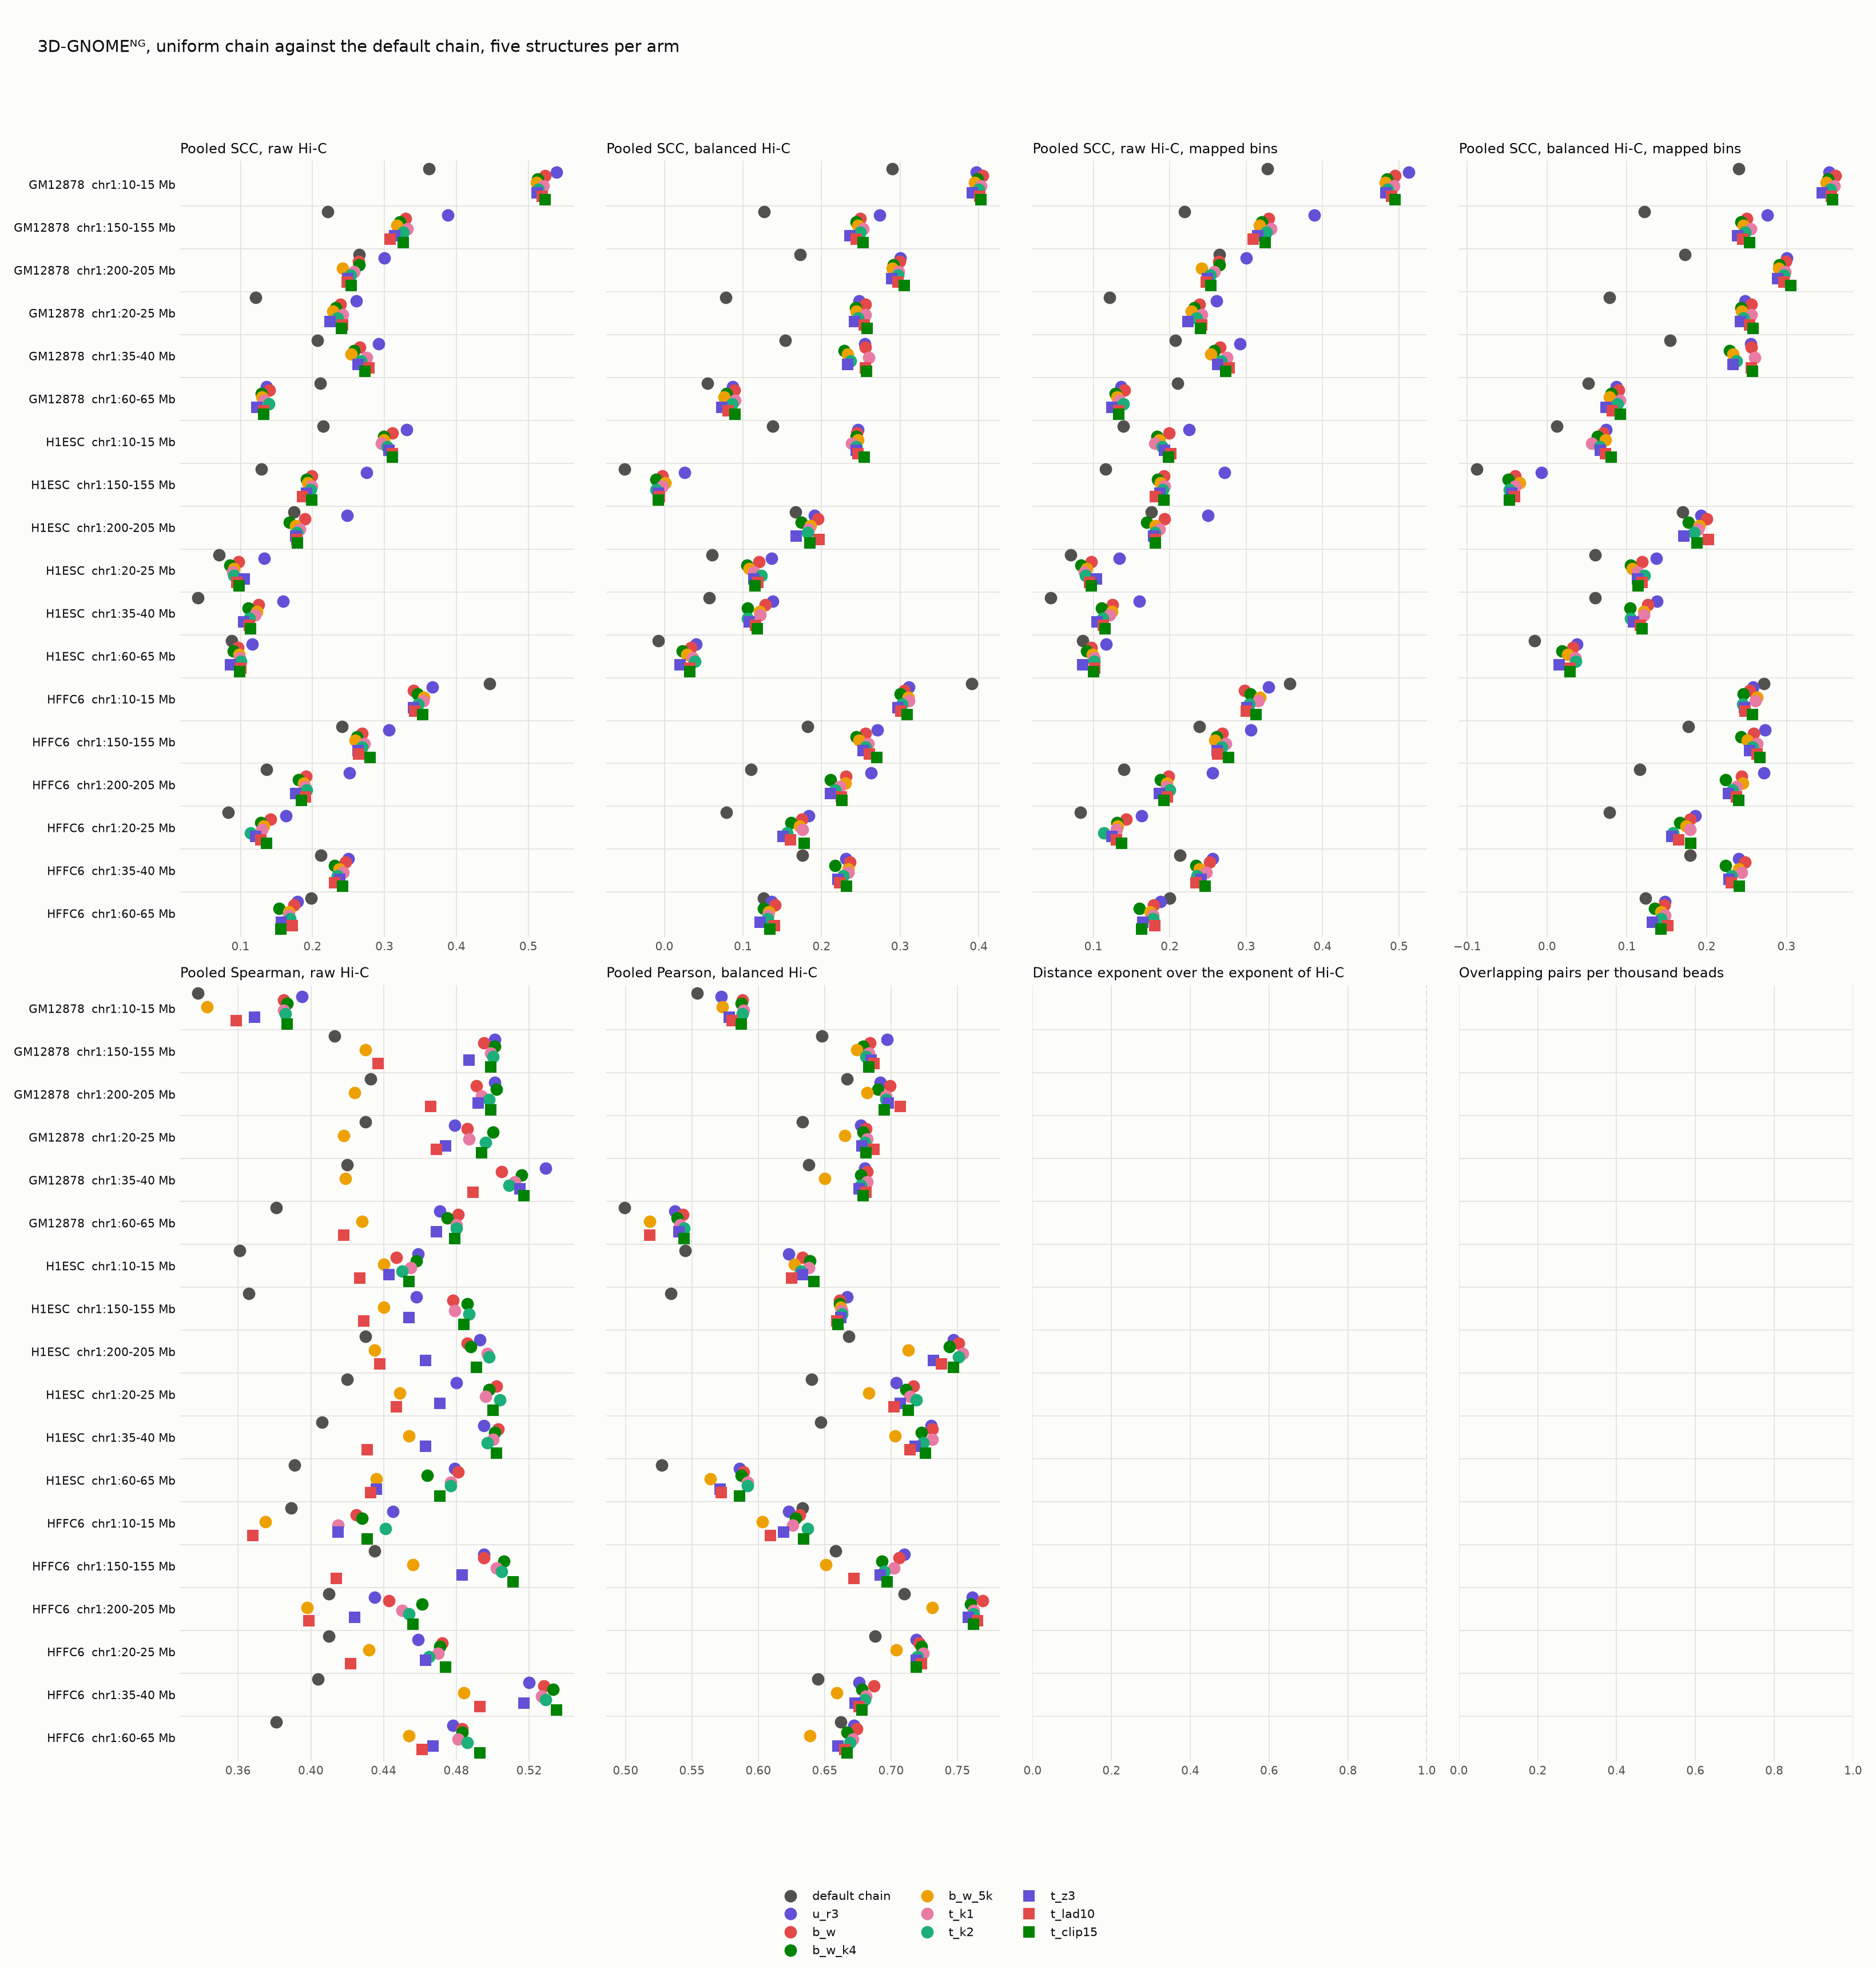 3D-GNOMEᴺᴳ, uniform chain against the default chain, five structures per arm
Pooled SCC, raw Hi-C
Pooled SCC, balanced Hi-C
Pooled SCC, raw Hi-C, mapped bins
Pooled SCC, balanced Hi-C, mapped bins
GM12878 chr1:10-15 Mb
GM12878 chr1:150-155 Mb
GM12878 chr1:200-205 Mb
GM12878 chr1:20-25 Mb
GM12878 chr1:35-40 Mb
GM12878 chr1:60-65 Mb
H1ESC chr1:10-15 Mb
H1ESC chr1:150-155 Mb
H1ESC chr1:200-205 Mb
H1ESC chr1:20-25 Mb
H1ESC chr1:35-40 Mb
H1ESC chr1:60-65 Mb
HFFC6 chr1:10-15 Mb
HFFC6 chr1:150-155 Mb
HFFC6 chr1:200-205 Mb
HFFC6 chr1:20-25 Mb
HFFC6 chr1:35-40 Mb
HFFC6 chr1:60-65 Mb
0.1 0.2 0.3 0.4 0.5
0.0 0.1 0.2 0.3 0.4
0.1 0.2 0.3 0.4 0.5
−0.1 0.0 0.1 0.2 0.3
Pooled Spearman, raw Hi-C
Pooled Pearson, balanced Hi-C
Distance exponent over the exponent of Hi-C
Overlapping pairs per thousand beads
GM12878 chr1:10-15 Mb
GM12878 chr1:150-155 Mb
GM12878 chr1:200-205 Mb
GM12878 chr1:20-25 Mb
GM12878 chr1:35-40 Mb
GM12878 chr1:60-65 Mb
H1ESC chr1:10-15 Mb
H1ESC chr1:150-155 Mb
H1ESC chr1:200-205 Mb
H1ESC chr1:20-25 Mb
H1ESC chr1:35-40 Mb
H1ESC chr1:60-65 Mb
HFFC6 chr1:10-15 Mb
HFFC6 chr1:150-155 Mb
HFFC6 chr1:200-205 Mb
HFFC6 chr1:20-25 Mb
HFFC6 chr1:35-40 Mb
HFFC6 chr1:60-65 Mb
0.36 0.40 0.44 0.48 0.52
0.50 0.55 0.60 0.65 0.70 0.75
0.0 0.2 0.4 0.6 0.8 1.0
0.0 0.2 0.4 0.6 0.8 1.0
default chain
u_r3
b_w
b_w_k4
b_w_5k
t_k1
t_k2
t_z3
t_lad10
t_clip15